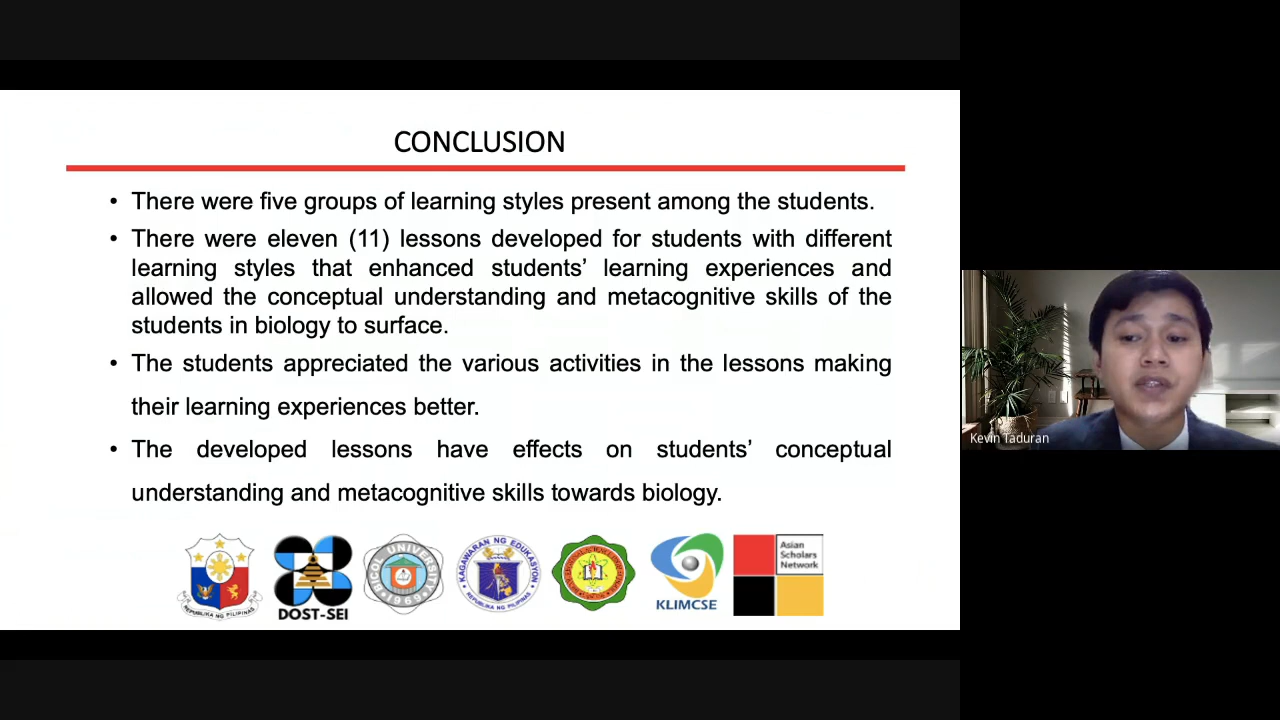 CONCLUSION
• There were five groups of learning styles present among the students.
• There were eleven (11) lessons developed for students with different
learning styles that enhanced students’ learning experiences and
allowed the conceptual understanding and metacognitive skills of the
students in biology to surface.
• The students appreciated the various activities in the lessons making
their learning experiences better.
• The developed lessons have effects on students’ conceptual
understanding and metacognitive skills towards biology.
REPUBLIKA NG PILIPINAS
DOST-SEI
UNIVERSI
1969
KAGAWARAN NG EDUKASYON
REPUBLIKA NG PILIPINAS
KLIMCSE
Asian
Scholars
Network
Kevin Taduran